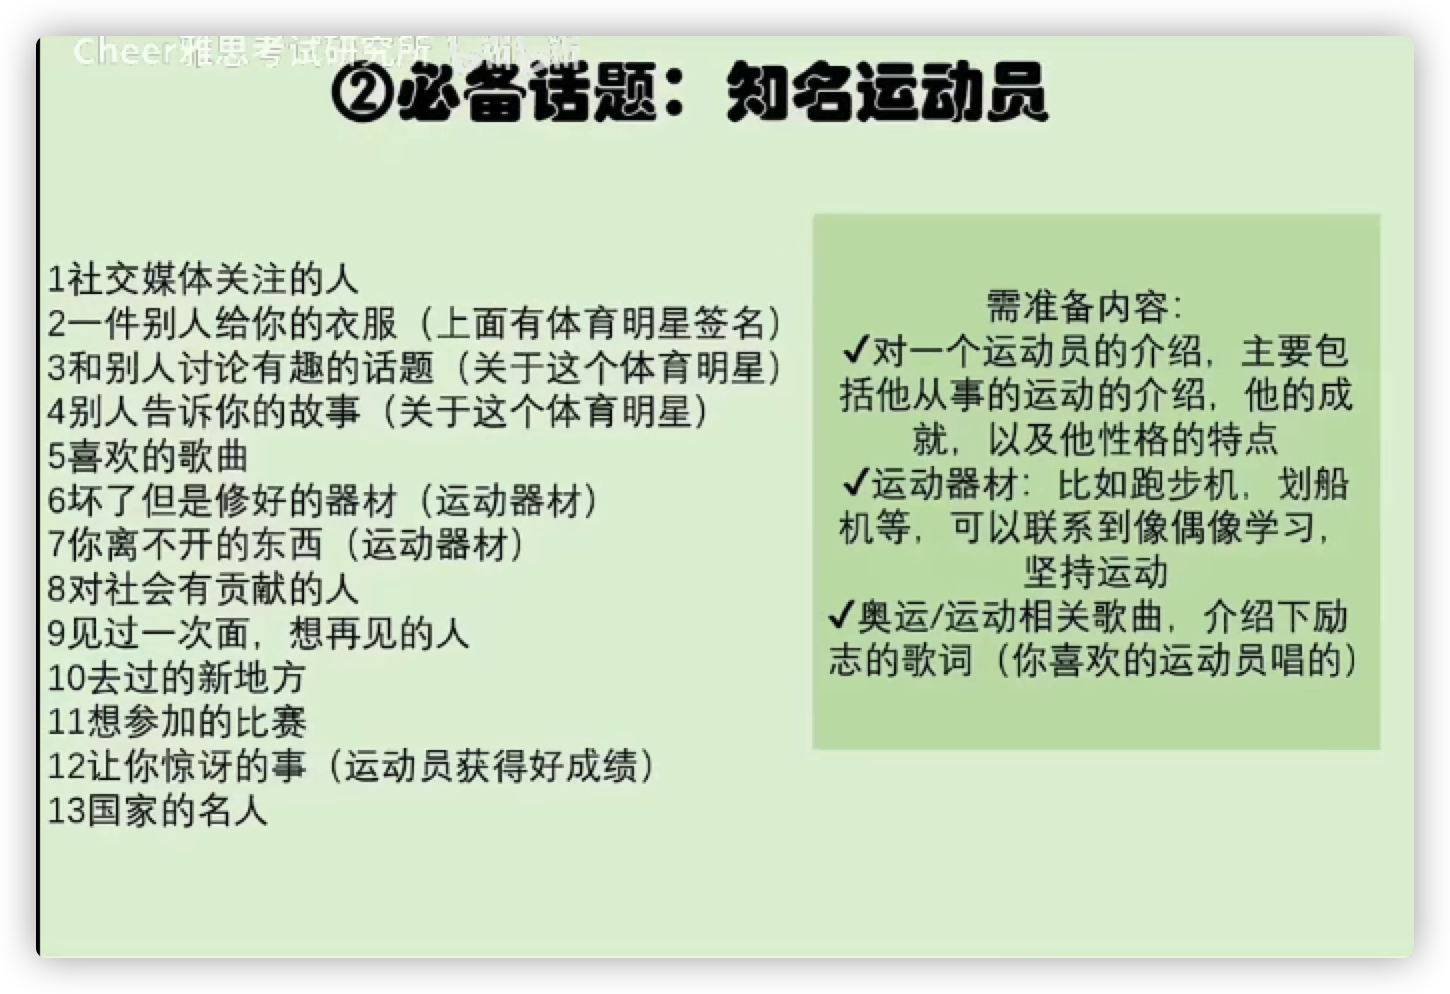 Cheer雅思考试研究所 bilibili
②必备话题：知名运动员
1社交媒体关注的人
2一件别人给你的衣服（上面有体育明星签名）
3和别人讨论有趣的话题（关于这个体育明星）
4别人告诉你的故事（关于这个体育明星）
5喜欢的歌曲
6坏了但是修好的器材（运动器材）
7你离不开的东西（运动器材）
8对社会有贡献的人
9见过一次面，想再见的人
10去过的新地方
11想参加的比赛
12让你惊讶的事（运动员获得好成绩）
13国家的名人
需准备内容：
✓对一个运动员的介绍，主要包
括他从事的运动的介绍，他的成
就，以及他性格的特点
✓运动器材：比如跑步机，划船
机等，可以联系到像偶像学习，
坚持运动
✓奥运/运动相关歌曲，介绍下励
志的歌词（你喜欢的运动员唱的）